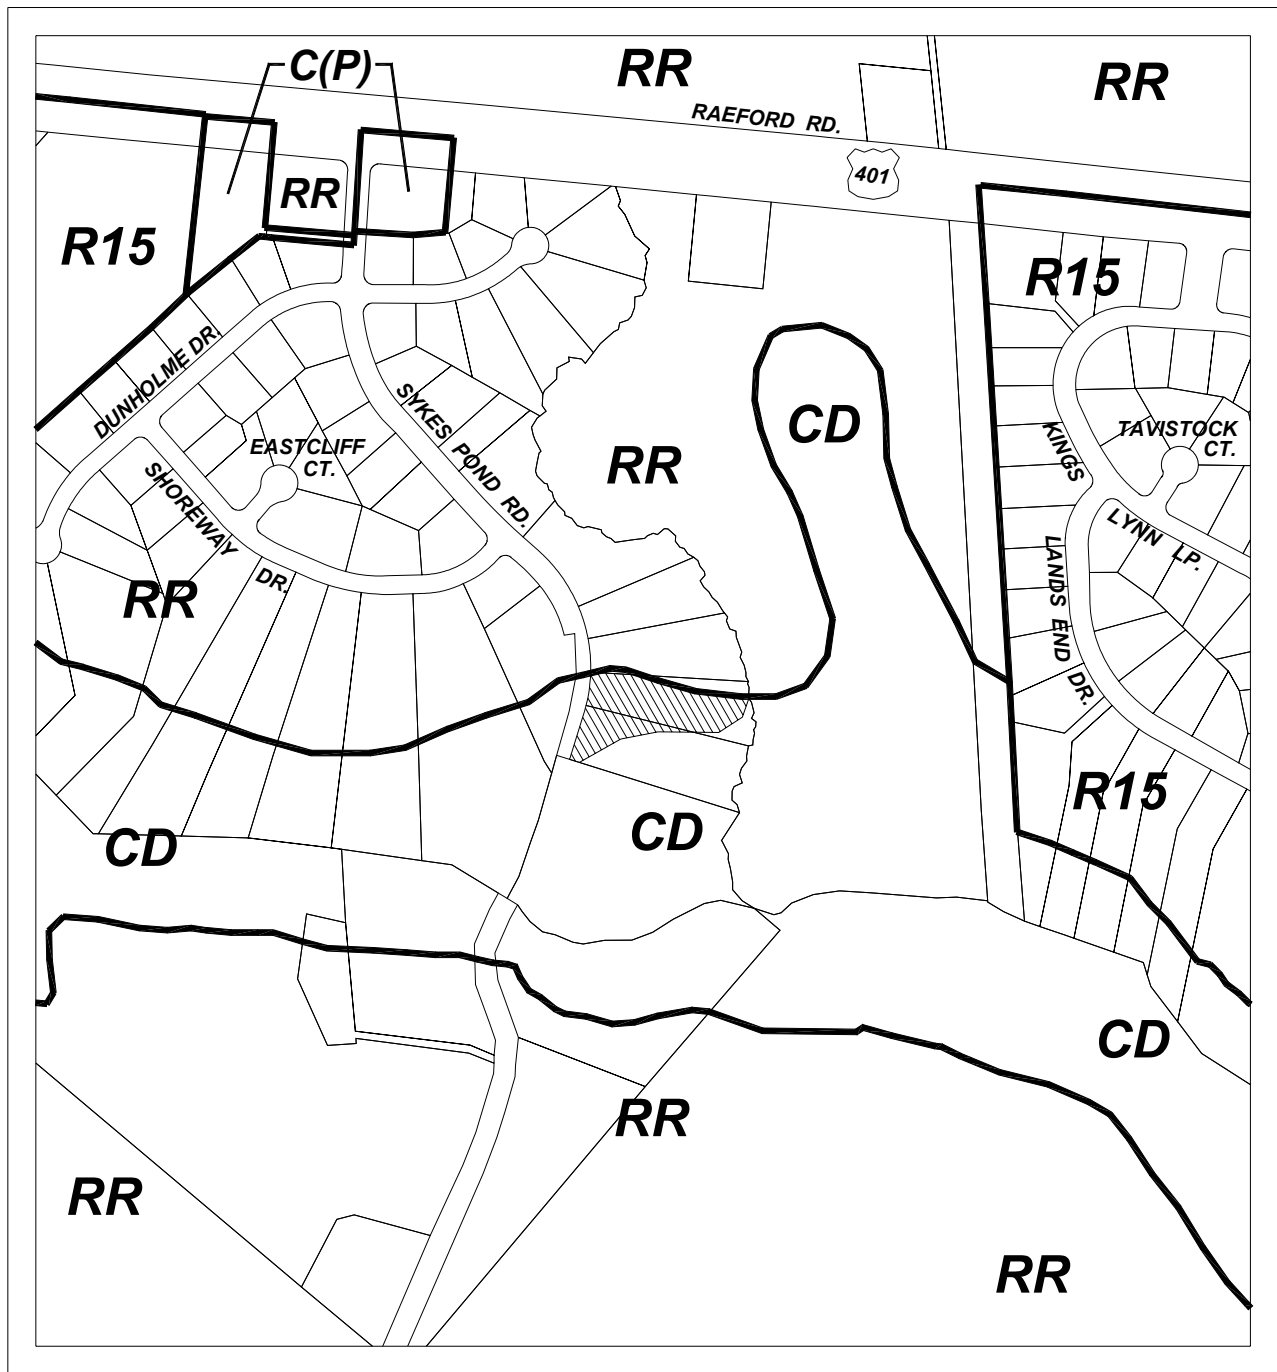 C(P)
RR
RR
RAEFORD RD.
401
RR
R15
R15
DUNHOLME DR.
SYKES POND RD.
EASTCLIFF
CT.
CD
RR
KINGS
TAVISTOCK
CT.
SHOREWAY
DR.
LYNN LP.
LANDS END DR.
RR
R15
CD
CD
CD
RR
RR
RR